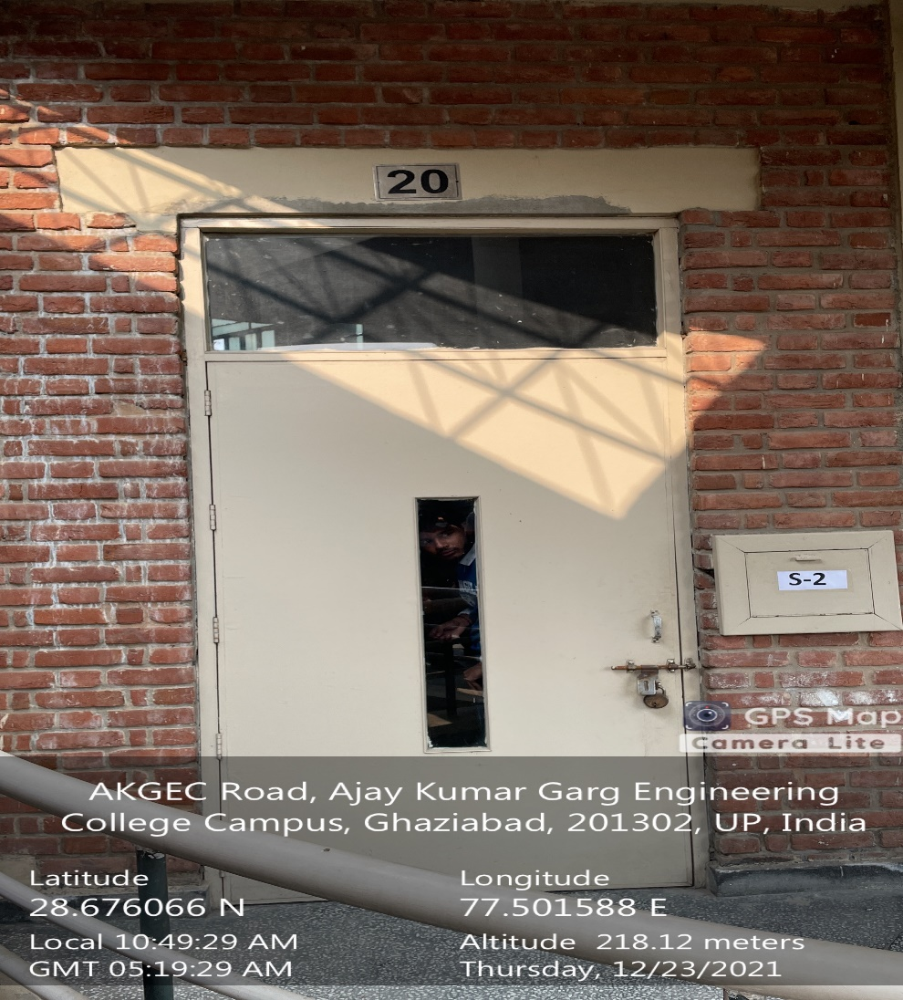 20
S-2
GPS Map
Camera Lite
AKGEC Road, Ajay Kumar Garg Engineering
College Campus, Ghaziabad, 201302, UP, India
Latitude
28.676066 N
Longitude
77.501588 E
Local 10:49:29 AM
GMT 05:19:29 AM
Altitude 218.12 meters
Thursday, 12/23/2021